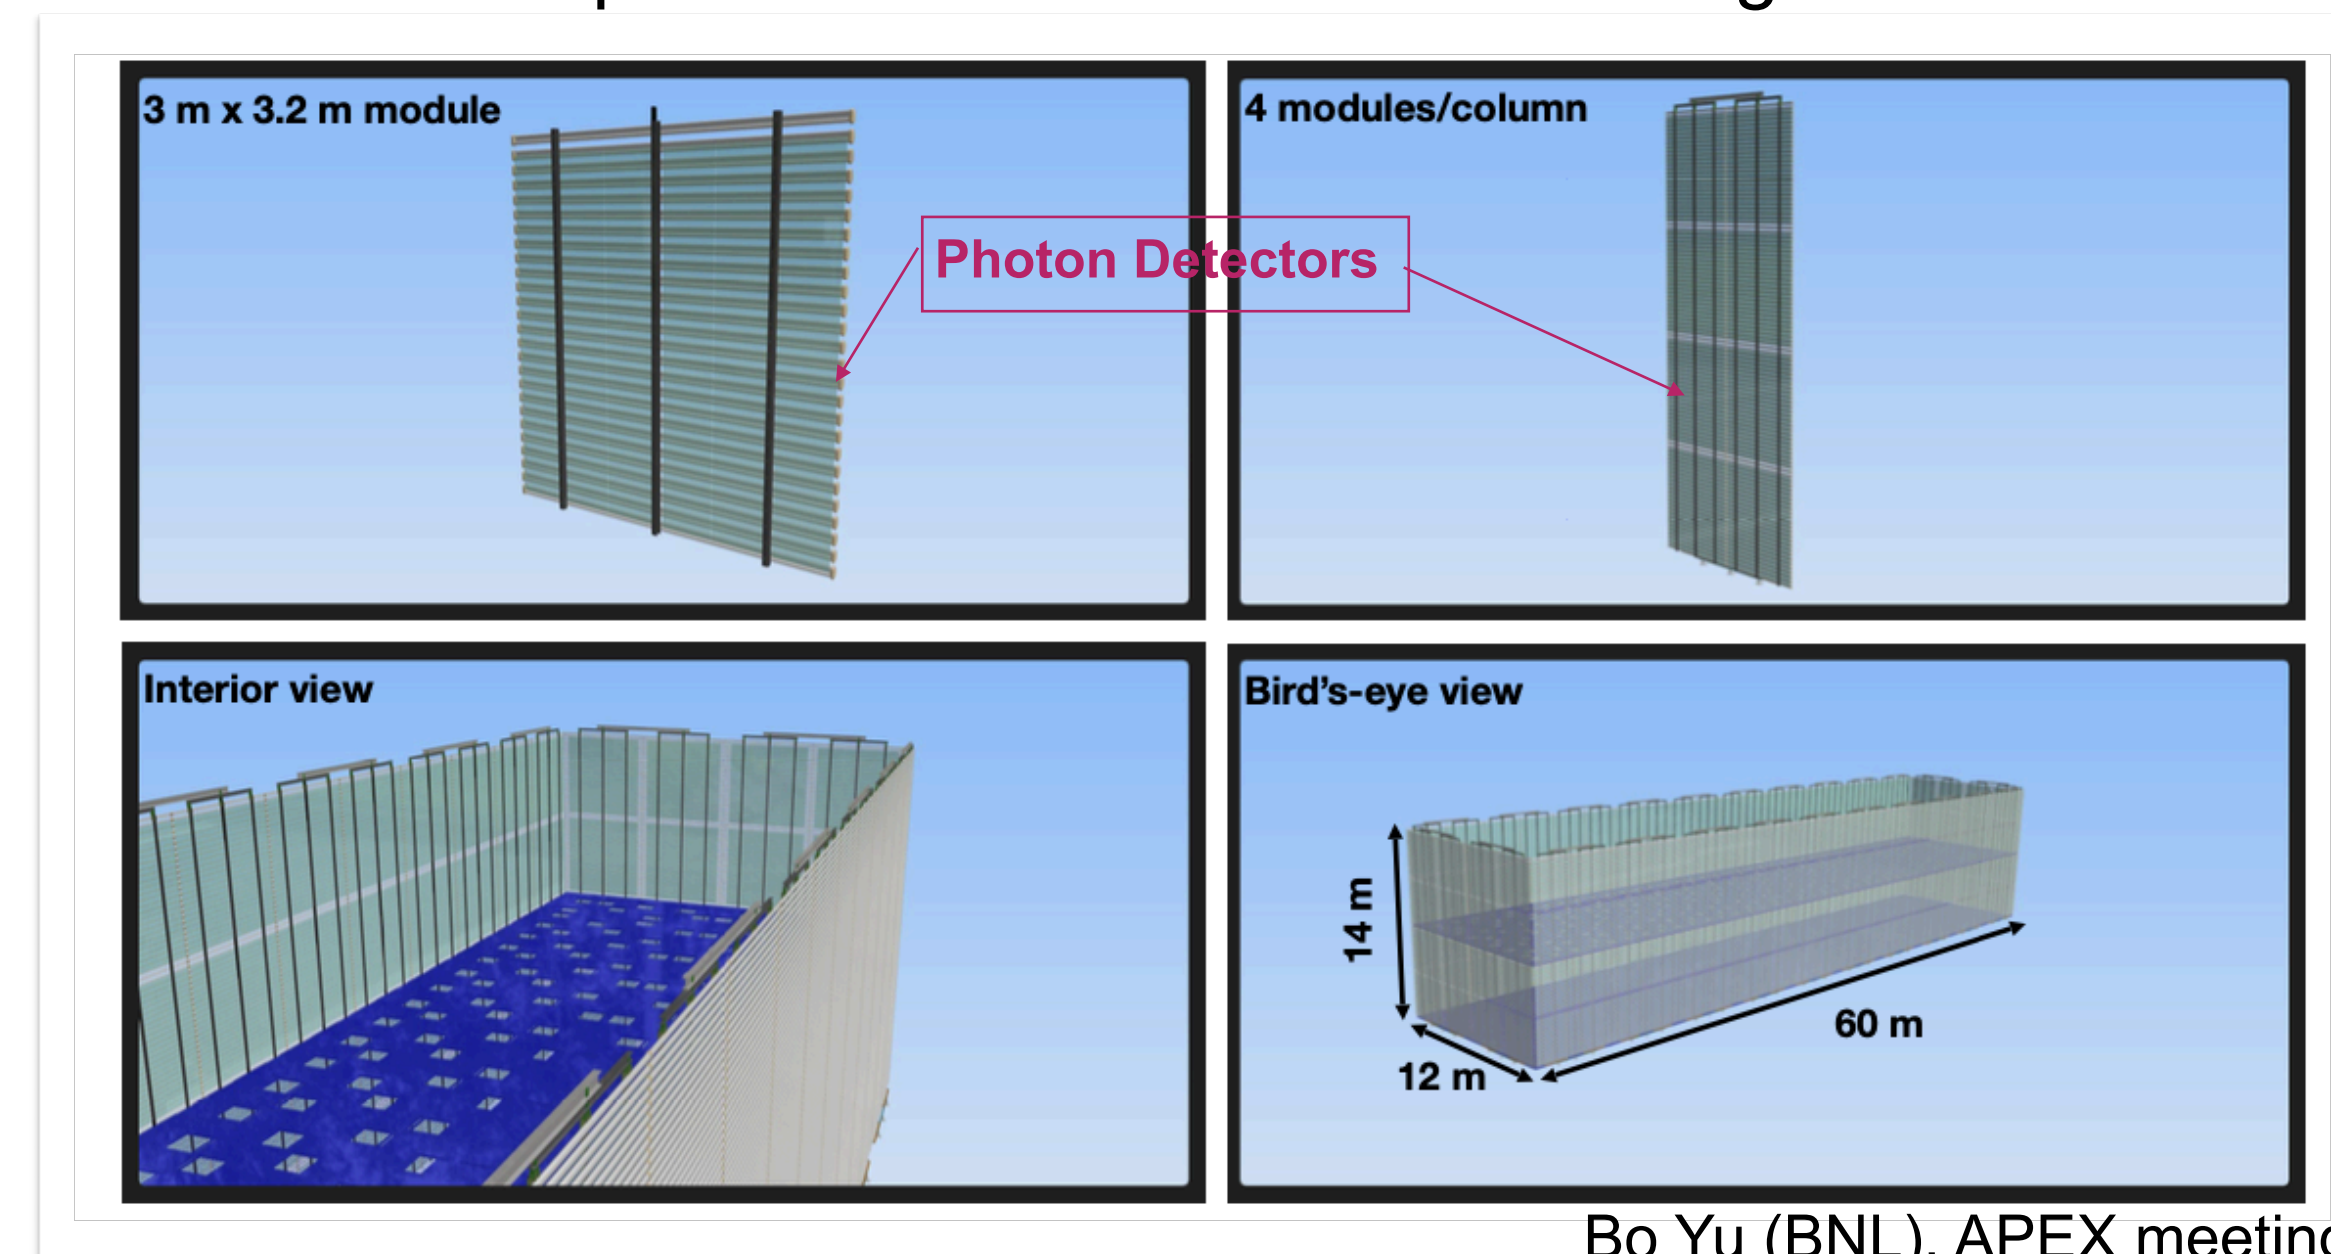 3 m x 3.2 m module
4 modules/column
Photon Detectors
Interior view
Bird's-eye view
14 m
12 m
60 m
Bo Yu (BNL), APEX meeting